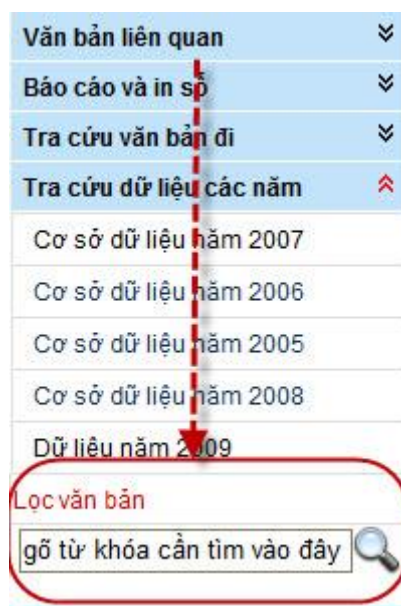 Văn bản liên quan
Báo cáo và in sổ
Tra cứu văn bản đi
Tra cứu dữ liệu các năm
Cơ sở dữ liệu năm 2007
Cơ sở dữ liệu năm 2006
Cơ sở dữ liệu năm 2005
Cơ sở dữ liệu năm 2008
Dữ liệu năm 2009
Lọc văn bản
gõ từ khóa cần tìm vào đây